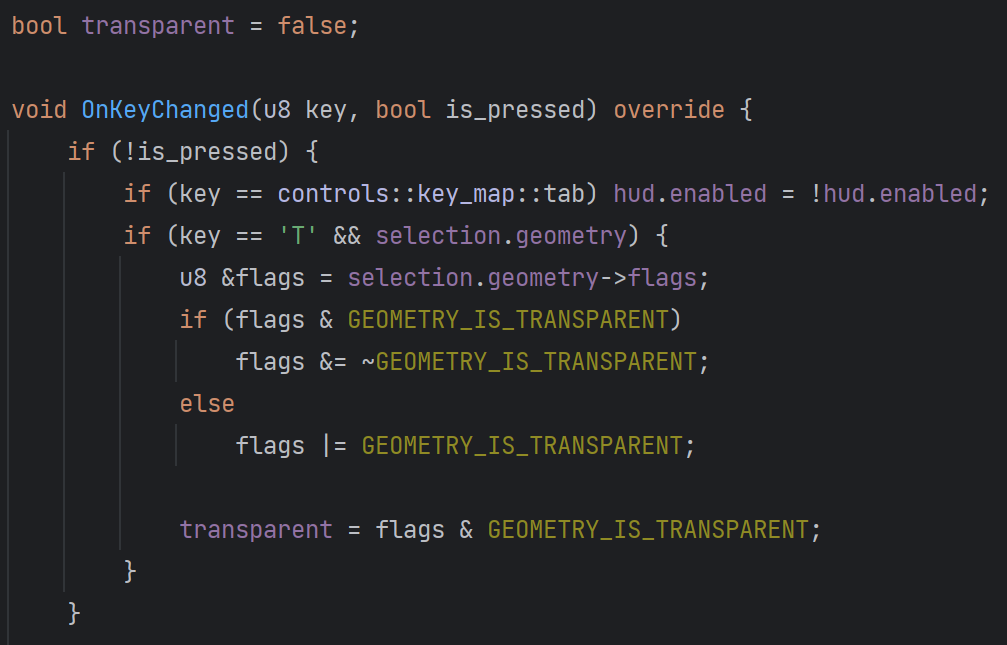 bool transparent = false;
void OnKeyChanged(u8 key, bool is_pressed) override {
if (!is_pressed) {
if (key == controls::key_map::tab) hud.enabled = !hud.enabled;
if (key == 'T' && selection.geometry) {
u8 &flags = selection.geometry->flags;
if (flags & GEOMETRY_IS_TRANSPARENT)
flags &= ~GEOMETRY_IS_TRANSPARENT;
else
flags |= GEOMETRY_IS_TRANSPARENT;
transparent = flags & GEOMETRY_IS_TRANSPARENT;
}
}